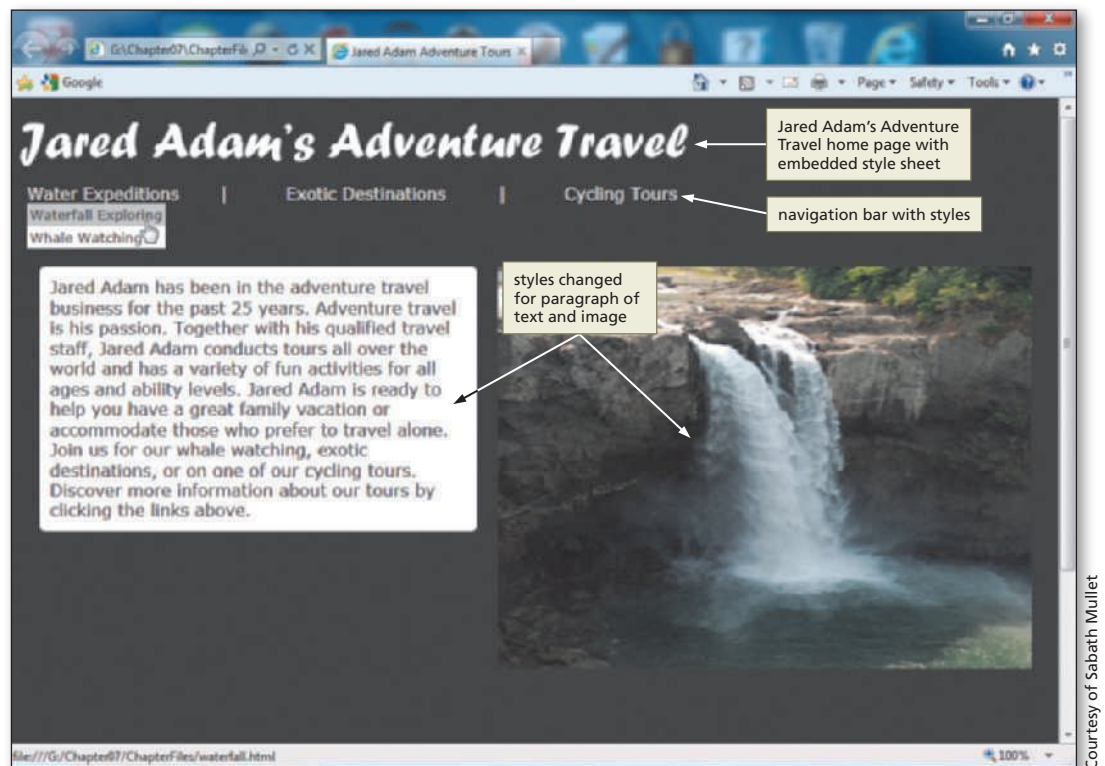 G:\Chapter07\ChapterFile
Jared Adam Adventure Tours
Google
Page Safety Tools
Jared Adam's Adventure Travel
Jared Adam's Adventure
Travel home page with
embedded style sheet
Water Expeditions | Exotic Destinations | Cycling Tours
navigation bar with styles
Waterfall Exploring
Whale Watching
Jared Adam has been in the adventure travel
business for the past 25 years. Adventure travel
is his passion. Together with his qualified travel
staff, Jared Adam conducts tours all over the
world and has a variety of fun activities for all
ages and ability levels. Jared Adam is ready to
help you have a great family vacation or
accommodate those who prefer to travel alone.
Join us for our whale watching, exotic
destinations, or on one of our cycling tours.
Discover more information about our tours by
clicking the links above.
styles changed
for paragraph of
text and image
file:///G:/Chapter07/ChapterFiles/waterfall.html
100%
Courtesy of Sabath Mullet